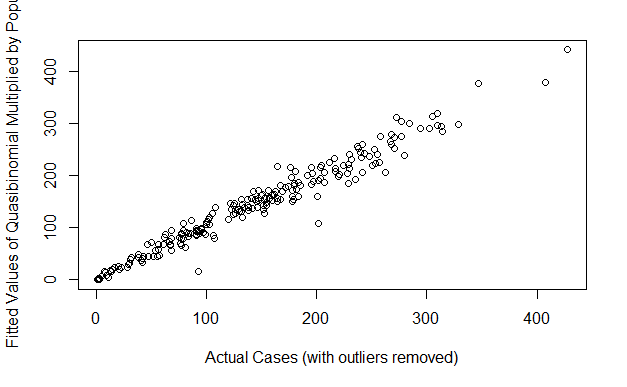 Fitted Values of Quasibinomial Multiplied by
400
300
200
100
0
0 100 200 300 400
Actual Cases (with outliers removed)